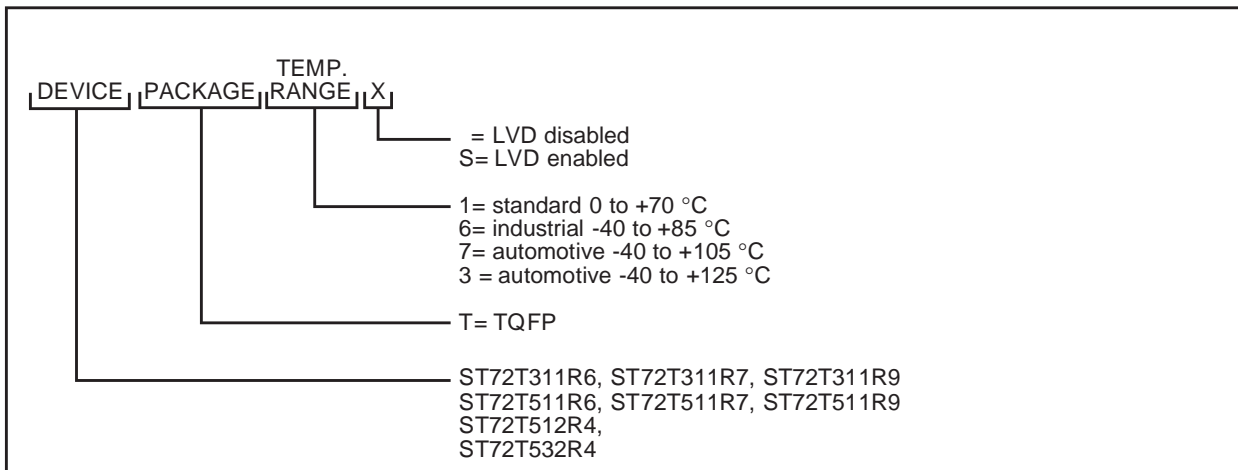 TEMP.
DEVICE PACKAGE RANGE X
= LVD disabled
S= LVD enabled
1= standard 0 to +70 °C
6= industrial -40 to +85 °C
7= automotive -40 to +105 °C
3 = automotive -40 to +125 °C
T= TQFP
ST72T311R6, ST72T311R7, ST72T311R9
ST72T511R6, ST72T511R7, ST72T511R9
ST72T512R4,
ST72T532R4